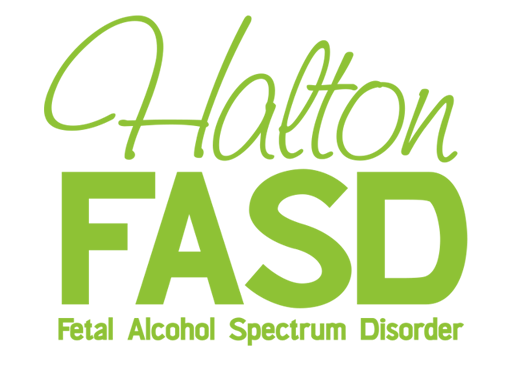 Halton
FASD
Fetal Alcohol Spectrum Disorder